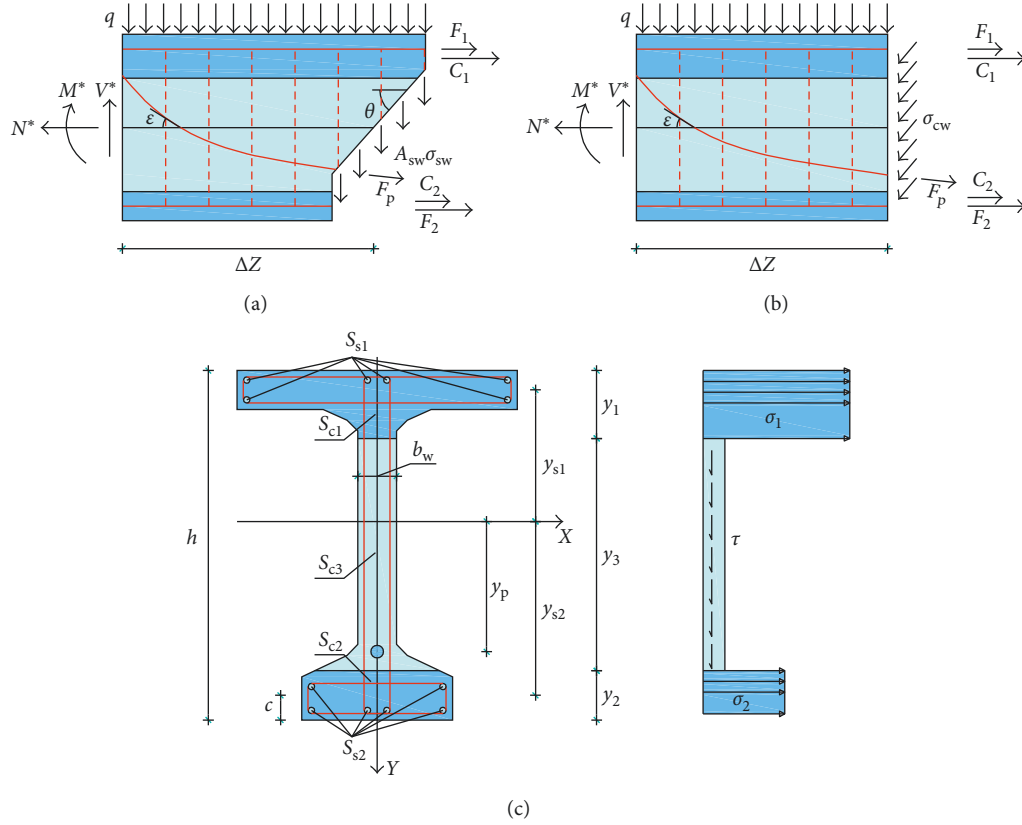 q
F1
C1
M*
V*
N*
ε
θ
Aswσsw
Fp
C2
F2
ΔZ
(a)
q
F1
C1
M*
V*
N*
ε
σcw
Fp
C2
F2
ΔZ
(b)
Ss1
Sc1
bw
h
X
Sc3
yp
Sc2
c
Ss2
Y
ys1
ys2
y1
y3
y2
σ1
τ
σ2
(c)